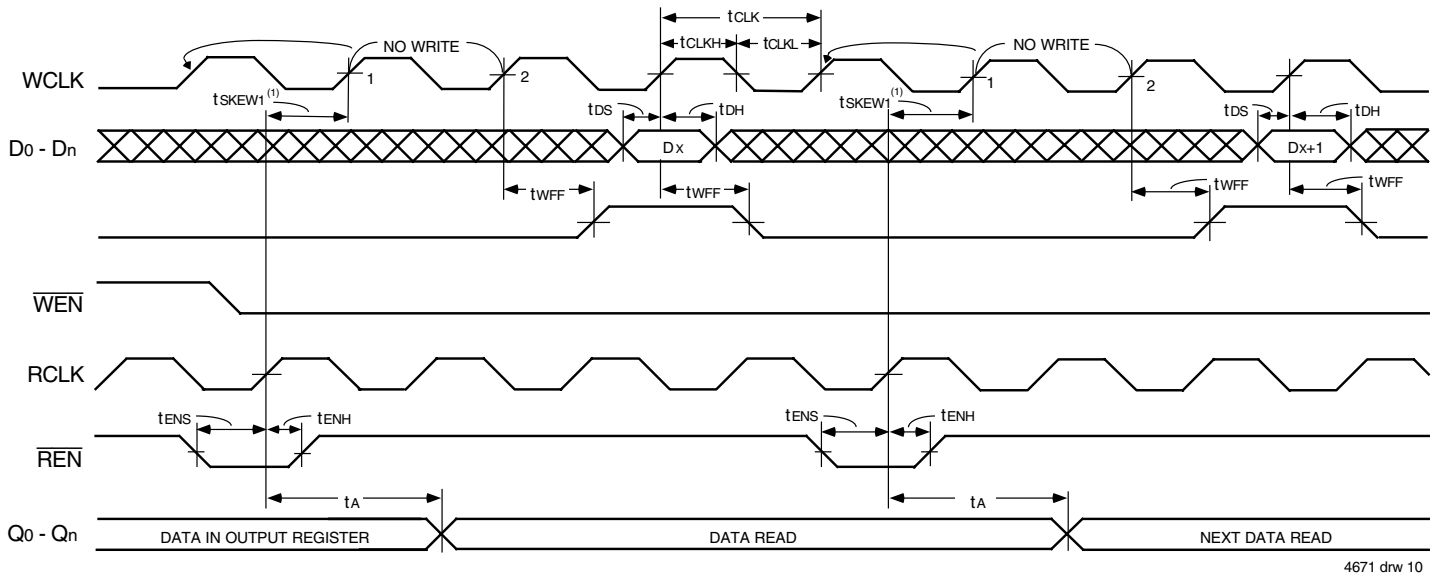 tCLK
NO WRITE
tCLKH
tCLKL
NO WRITE
WCLK
1
2
1
2
tSKEW1(1)
tDS
tDH
tSKEW1(1)
tDS
tDH
D0 - Dn
DX
DX+1
tWFF
tWFF
tWFF
tWFF
WEN
RCLK
tENS
tENH
tENS
tENH
REN
tA
tA
Q0 - Qn
DATA IN OUTPUT REGISTER
DATA READ
NEXT DATA READ
4671 drw 10